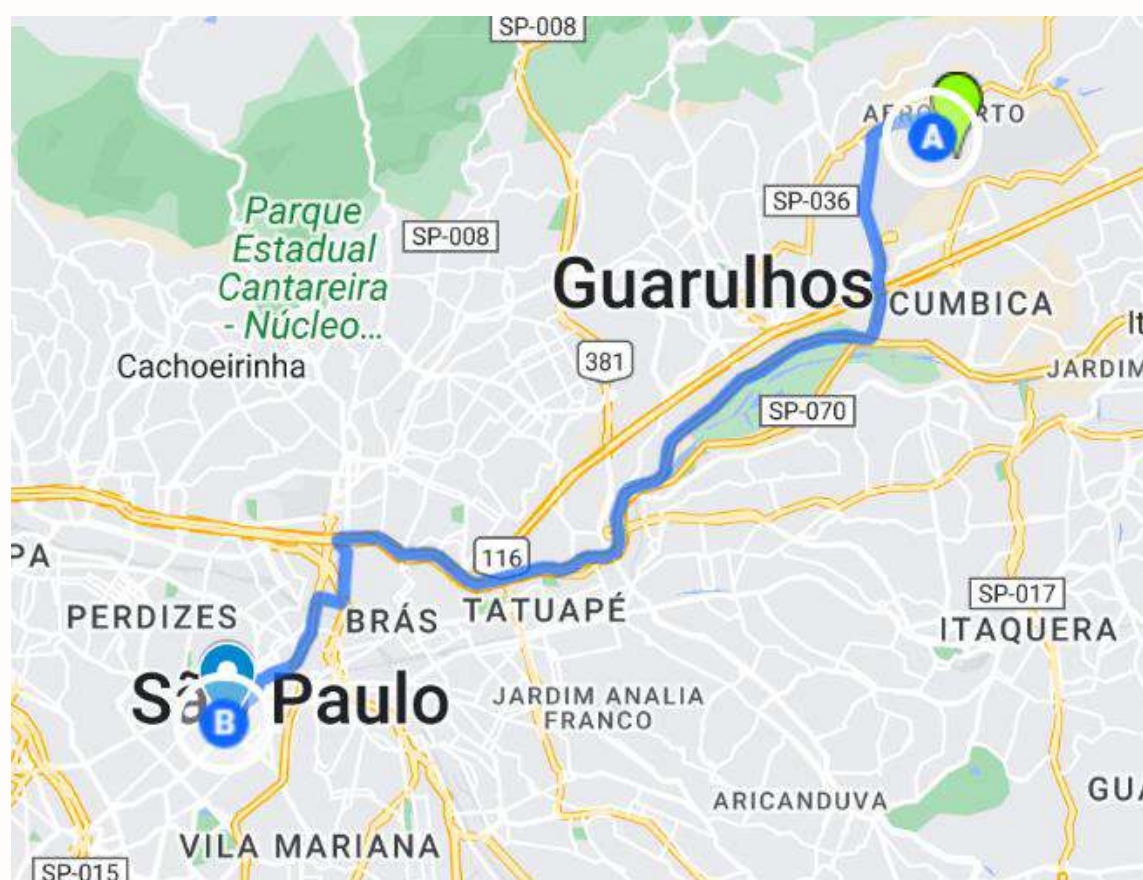 SP-008
A
SP-036
Parque
Estadual
Cantareira
- Núcleo...
SP-008
Guarulhos
CUMBICA
Cachoeirinha
381
JARDIM
SP-070
116
PERDIZES
BRÁS
TATUAPÉ
SP-017
ITAQUERA
São Paulo
B
JARDIM ANALIA
FRANCO
ARICANDUVA
VILA MARIANA
SP-015